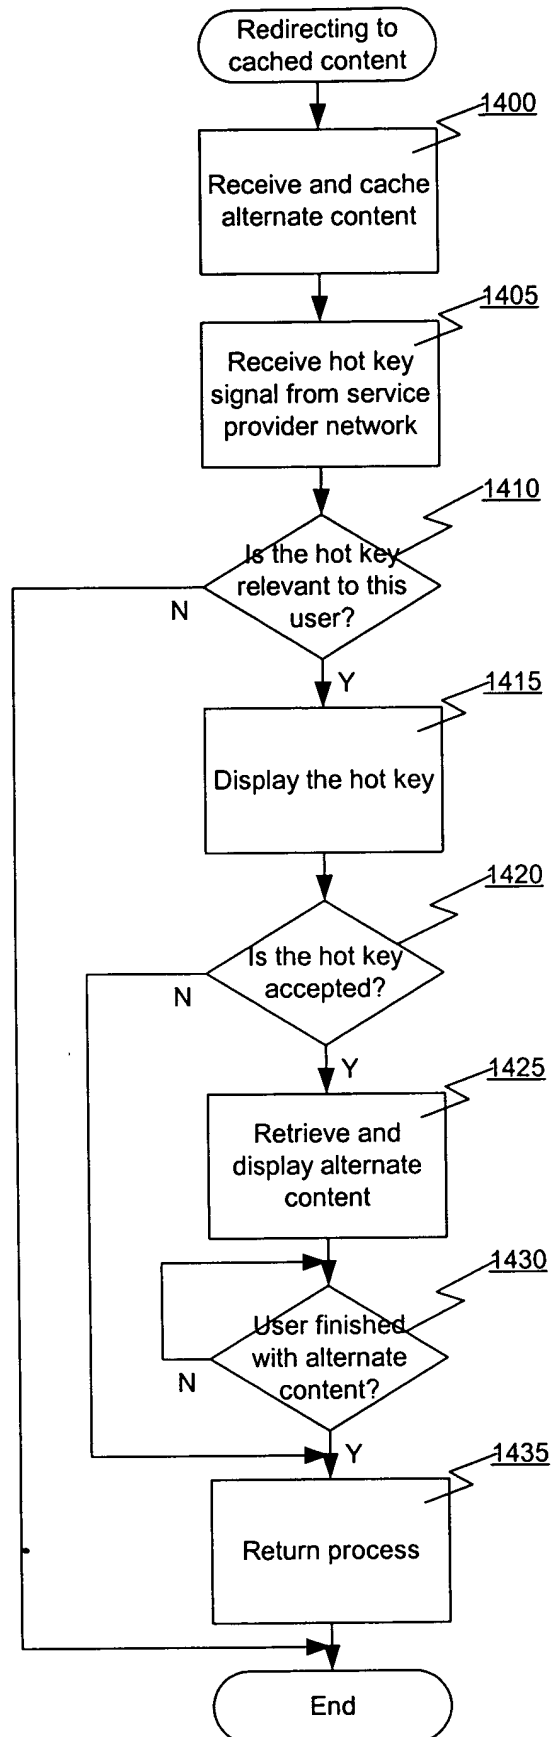 Redirecting to
cached content
1400
Receive and cache
alternate content
1405
Receive hot key
signal from service
provider network
1410
Is the hot key
relevant to this
user?
N
Y
1415
Display the hot key
1420
Is the hot key
accepted?
N
Y
1425
Retrieve and
display alternate
content
1430
User finished
with alternate
content?
N
Y
1435
Return process
End